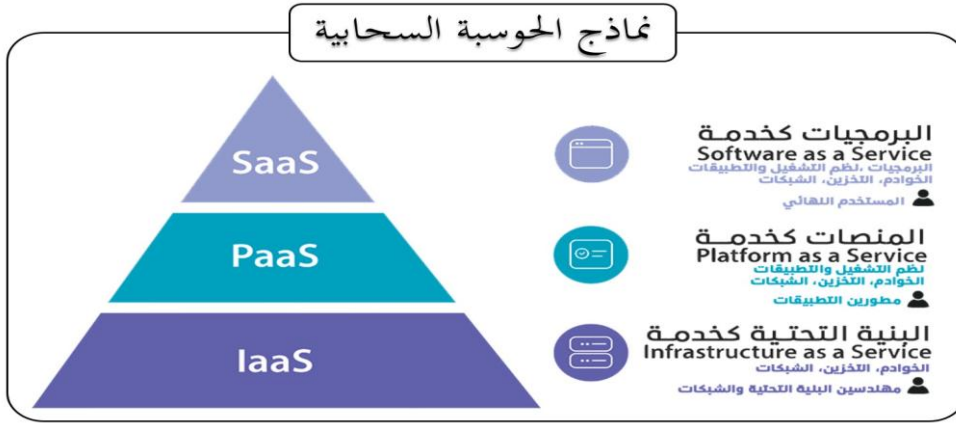 نماذج الحوسبة السحابية
SaaS
البرمجيات كخدمة
Software as a Service
البرمجيات ،نظم التشغيل والتطبيقات
الخوادم، التخزين، الشبكات
المستخدم النهائي
PaaS
المنصات كخدمة
Platform as a Service
نظم التشغيل والتطبيقات
الخوادم، التخزين، الشبكات
مطورين التطبيقات
IaaS
البنية التحتية كخدمة
Infrastructure as a Service
الخوادم، التخزين، الشبكات
مهندسين البنية التحتية والشبكات